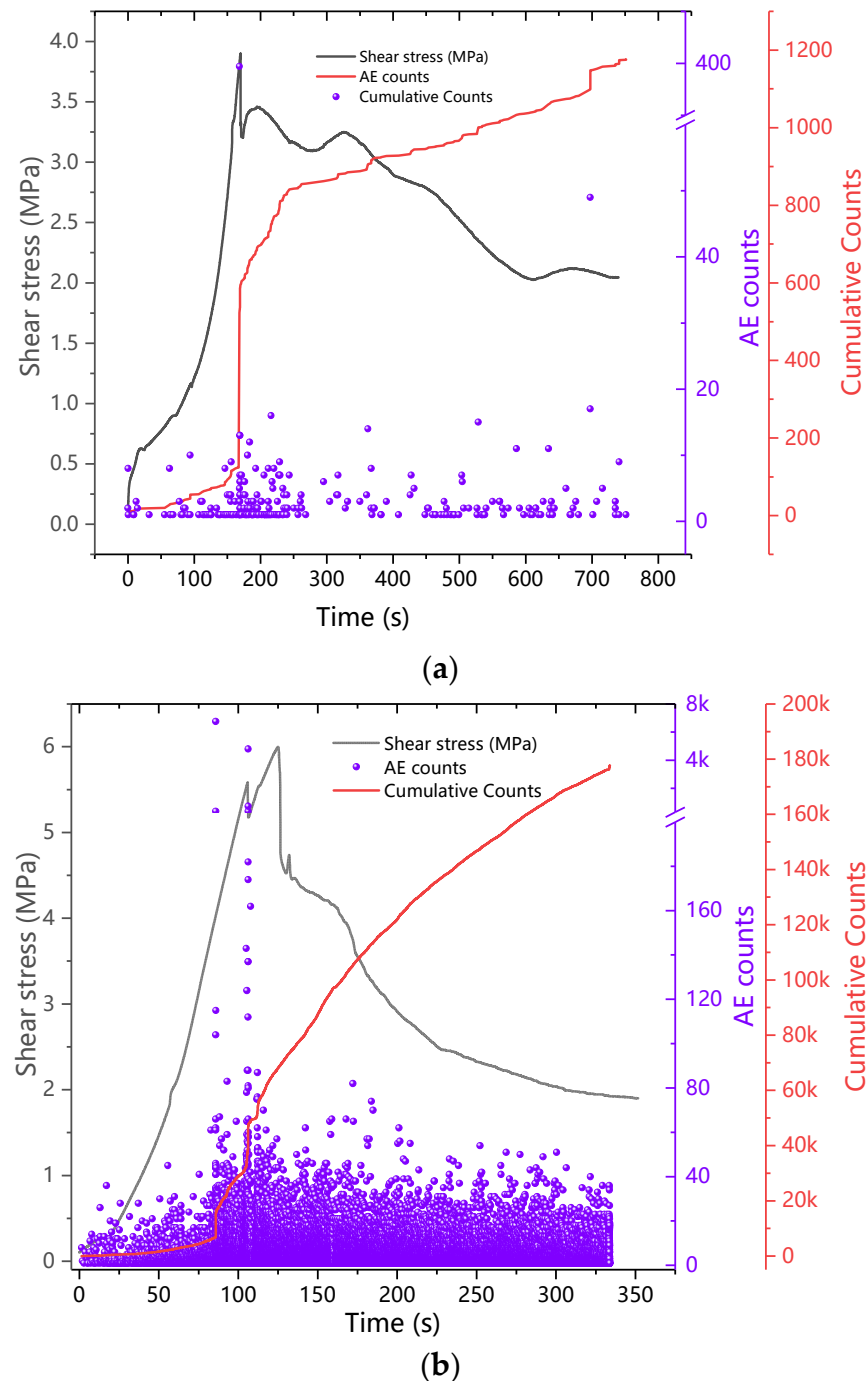 Shear stress (MPa)
AE counts
Cumulative Counts
4.0
3.5
3.0
2.5
2.0
1.5
1.0
0.5
0.0
Shear stress (MPa)
0
100
200
300
400
500
600
700
800
Time (s)
400
40
20
0
AE counts
1200
1000
800
600
400
200
0
Cumulative Counts
(a)
Shear stress (MPa)
AE counts
Cumulative Counts
6
5
4
3
2
1
0
Shear stress (MPa)
0
50
100
150
200
250
300
350
Time (s)
8k
4k
160
120
80
40
0
AE counts
200k
180k
160k
140k
120k
100k
80k
60k
40k
20k
0
Cumulative Counts
(b)